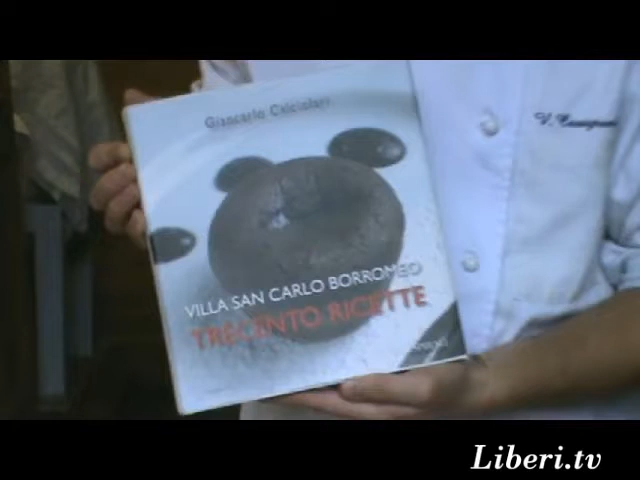 Giancarlo Calciolari
VILLA SAN CARLO BORROMEO
TRECENTO RICETTE
Liberi.tv